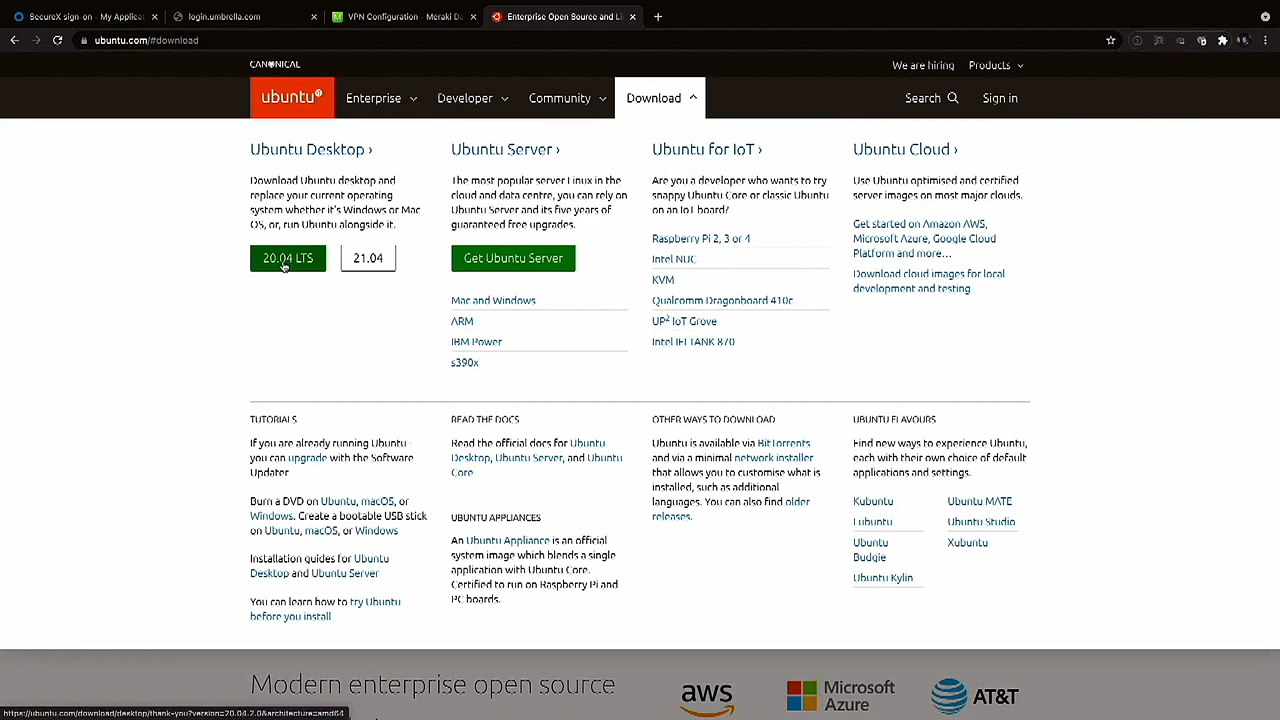 SecureX sign-on - My Applicat
login.umbrella.com
VPN Configuration - Meraki Da
Enterprise Open Source and Li
ubuntu.com/#download
CANONICAL
We are hiring
Products
ubuntu
Enterprise
Developer
Community
Download
Search
Sign in
Ubuntu Desktop ›
Download Ubuntu desktop and
replace your current operating
system whether it's Windows or Mac
OS, or, run Ubuntu alongside it.
20.04 LTS
21.04
Ubuntu Server ›
The most popular server Linux in the
cloud and data centre, you can rely on
Ubuntu Server and its five years of
guaranteed free upgrades.
Get Ubuntu Server
Mac and Windows
ARM
IBM Power
s390x
Ubuntu for IoT ›
Are you a developer who wants to try
snappy Ubuntu Core or classic Ubuntu
on an IoT board?
Raspberry Pi 2, 3 or 4
Intel NUC
KVM
Qualcomm Dragonboard 410c
UP2 IoT Grove
Intel IEI TANK 870
Ubuntu Cloud ›
Use Ubuntu optimised and certified
server images on most major clouds.
Get started on Amazon AWS,
Microsoft Azure, Google Cloud
Platform and more...
Download cloud images for local
development and testing
TUTORIALS
If you are already running Ubuntu -
you can upgrade with the Software
Updater
Burn a DVD on Ubuntu, macOS, or
Windows. Create a bootable USB stick
on Ubuntu, macOS, or Windows
Installation guides for Ubuntu
Desktop and Ubuntu Server
You can learn how to try Ubuntu
before you install
READ THE DOCS
Read the official docs for Ubuntu
Desktop, Ubuntu Server, and Ubuntu
Core
UBUNTU APPLIANCES
An Ubuntu Appliance is an official
system image which blends a single
application with Ubuntu Core.
Certified to run on Raspberry Pi and
PC boards.
OTHER WAYS TO DOWNLOAD
Ubuntu is available via BitTorrents
and via a minimal network installer
that allows you to customise what is
installed, such as additional
languages. You can also find older
releases.
UBUNTU FLAVOURS
Find new ways to experience Ubuntu,
each with their own choice of default
applications and settings.
Kubuntu
Lubuntu
Ubuntu
Budgie
Ubuntu Kylin
Ubuntu MATE
Ubuntu Studio
Xubuntu
Modern enterprise open source
aws
Microsoft
Azure
AT&T
https://ubuntu.com/download/desktop/thank-you?version=20.04.2.0&architecture=amd64